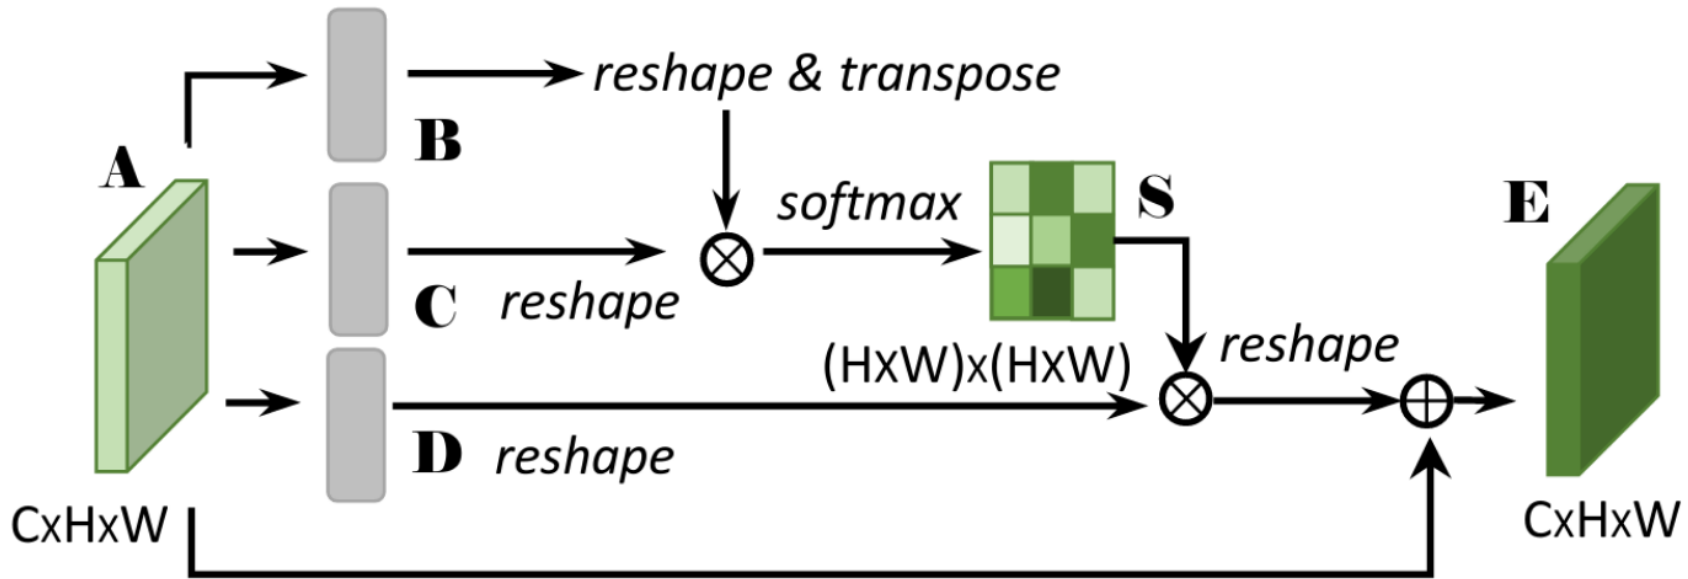 reshape & transpose
B
A
softmax
S
E
C
reshape
(HxW)x(HxW)
reshape
D
reshape
CxHxW
CxHxW